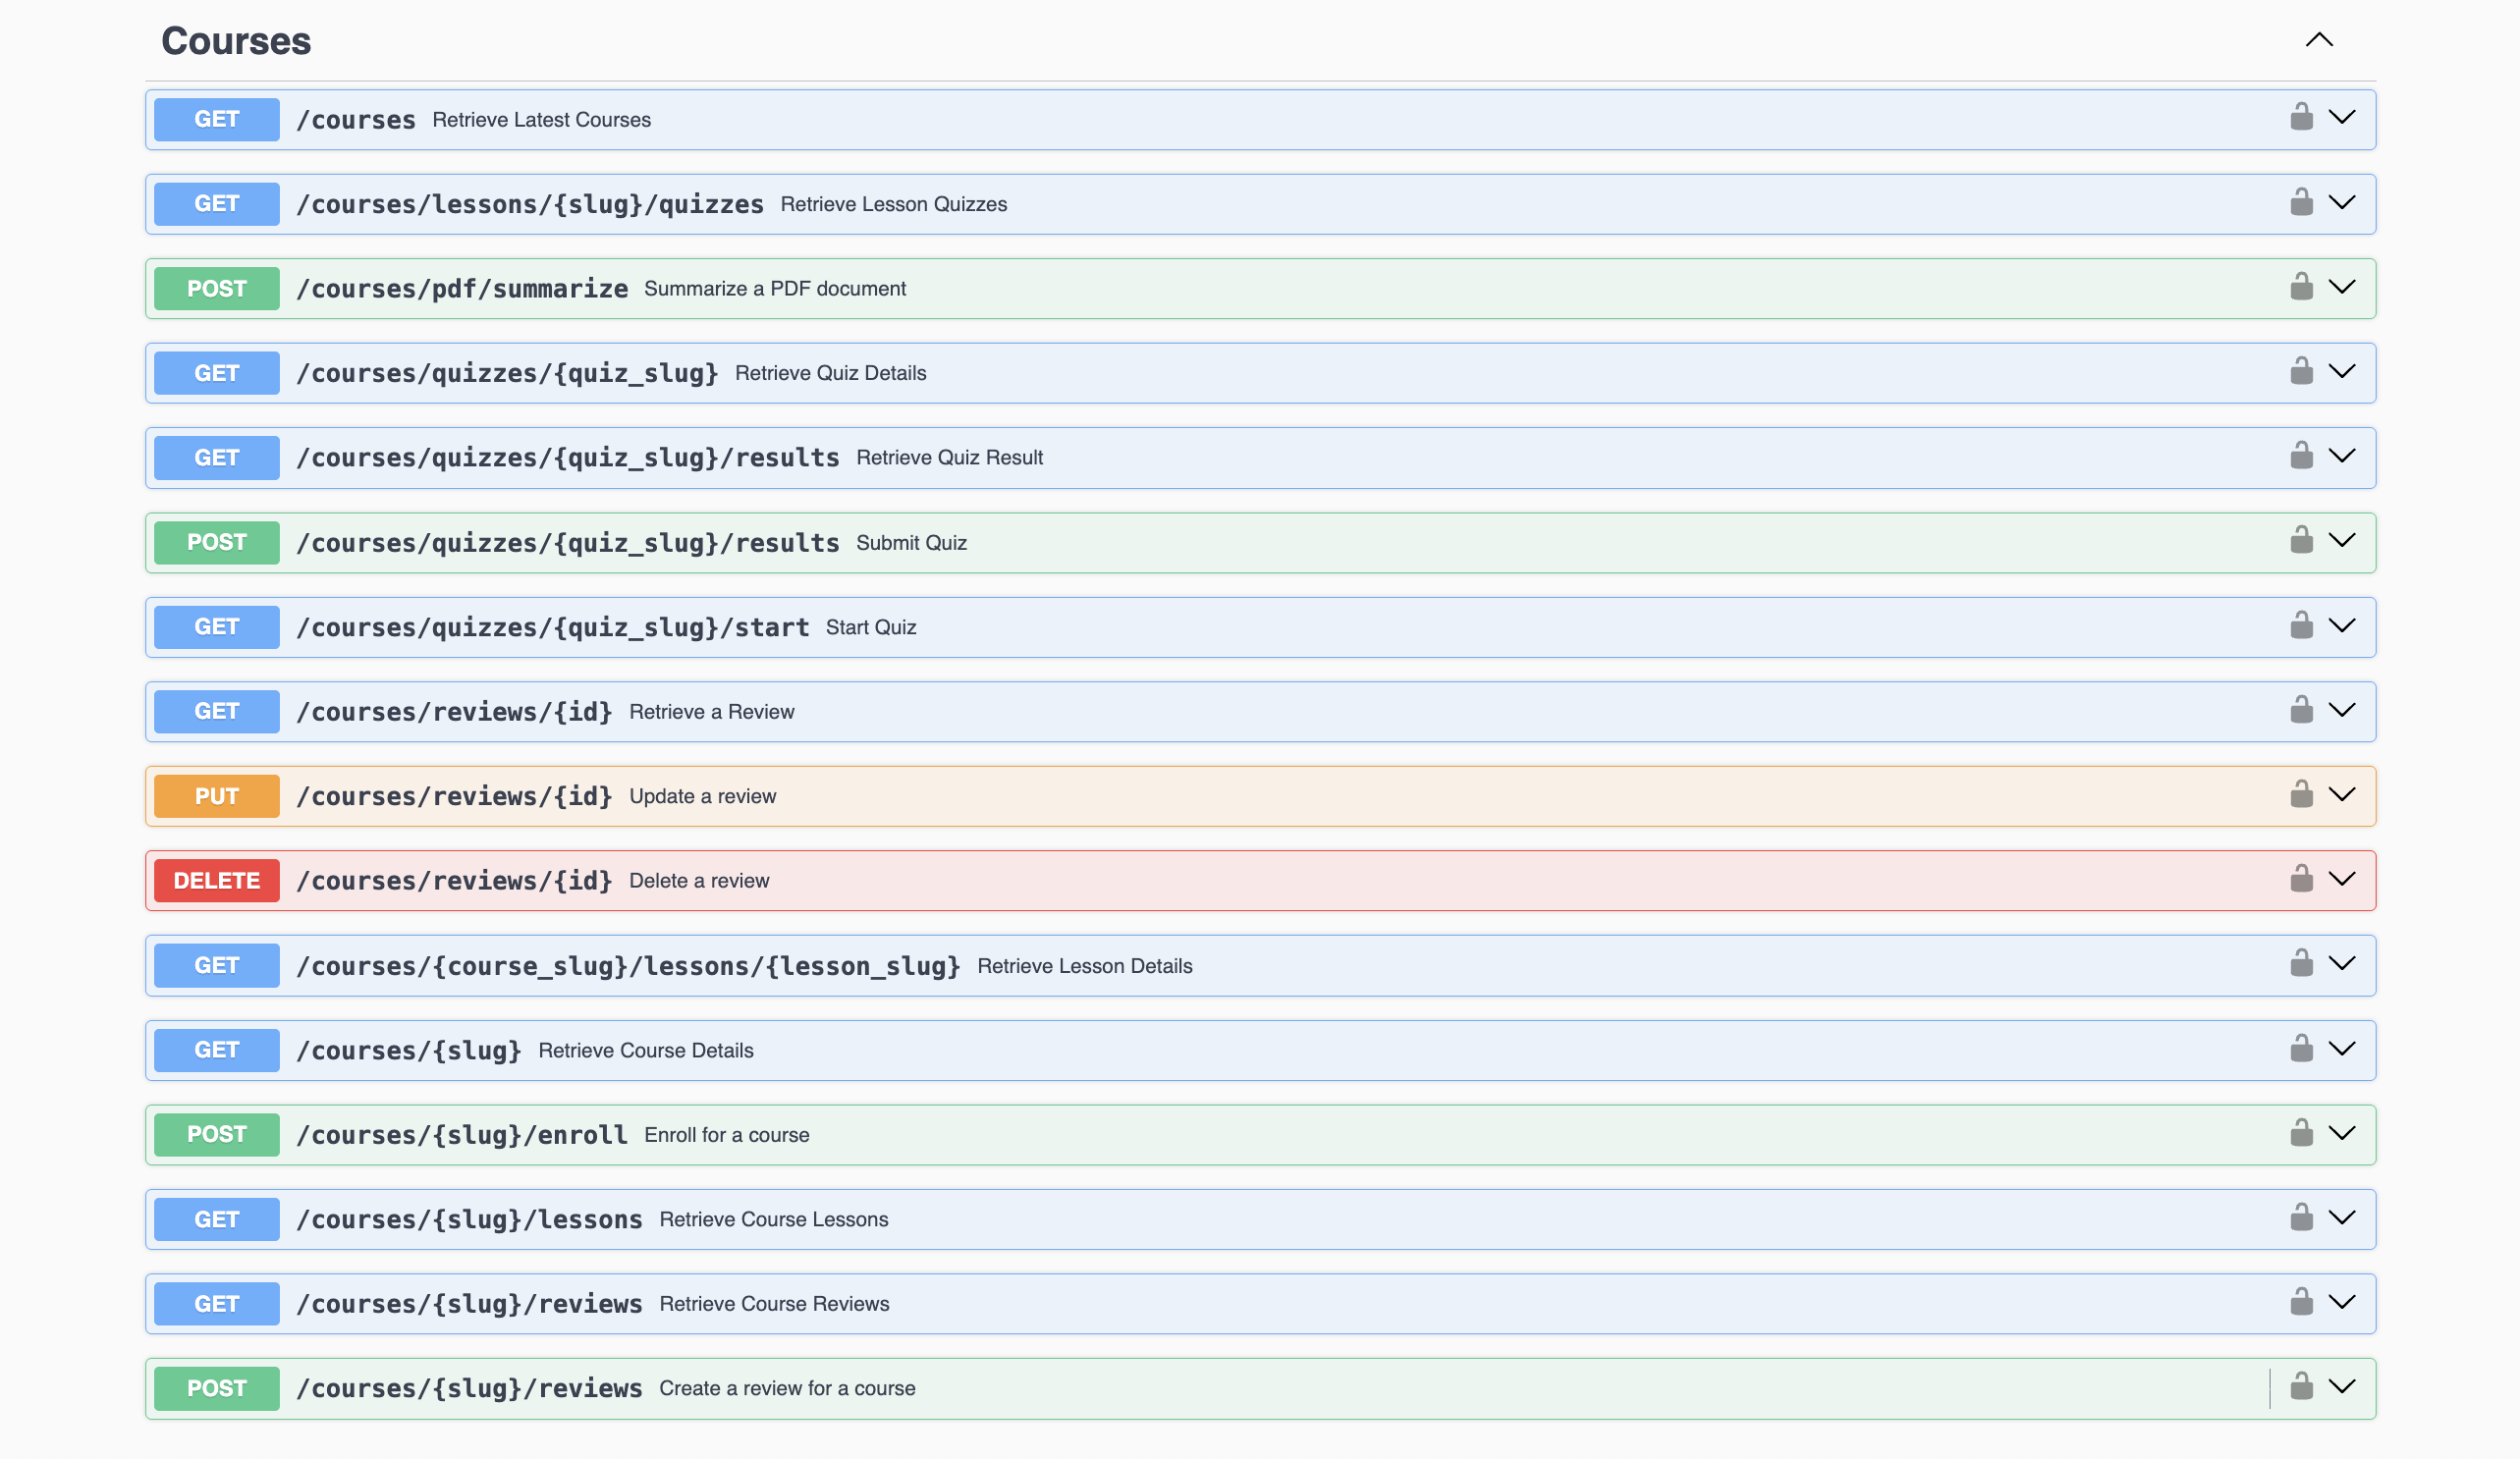 Courses
GET /courses Retrieve Latest Courses
GET /courses/lessons/{slug}/quizzes Retrieve Lesson Quizzes
POST /courses/pdf/summarize Summarize a PDF document
GET /courses/quizzes/{quiz_slug} Retrieve Quiz Details
GET /courses/quizzes/{quiz_slug}/results Retrieve Quiz Result
POST /courses/quizzes/{quiz_slug}/results Submit Quiz
GET /courses/quizzes/{quiz_slug}/start Start Quiz
GET /courses/reviews/{id} Retrieve a Review
PUT /courses/reviews/{id} Update a review
DELETE /courses/reviews/{id} Delete a review
GET /courses/{course_slug}/lessons/{lesson_slug} Retrieve Lesson Details
GET /courses/{slug} Retrieve Course Details
POST /courses/{slug}/enroll Enroll for a course
GET /courses/{slug}/lessons Retrieve Course Lessons
GET /courses/{slug}/reviews Retrieve Course Reviews
POST /courses/{slug}/reviews Create a review for a course